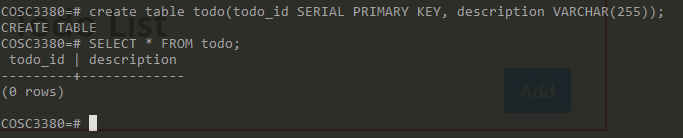 COSC3380=# create table todo(todo_id SERIAL PRIMARY KEY, description VARCHAR(255));
CREATE TABLE
COSC3380=# SELECT * FROM todo;
 todo_id | description
---------+-------------
(0 rows)
COSC3380=#
List
Add